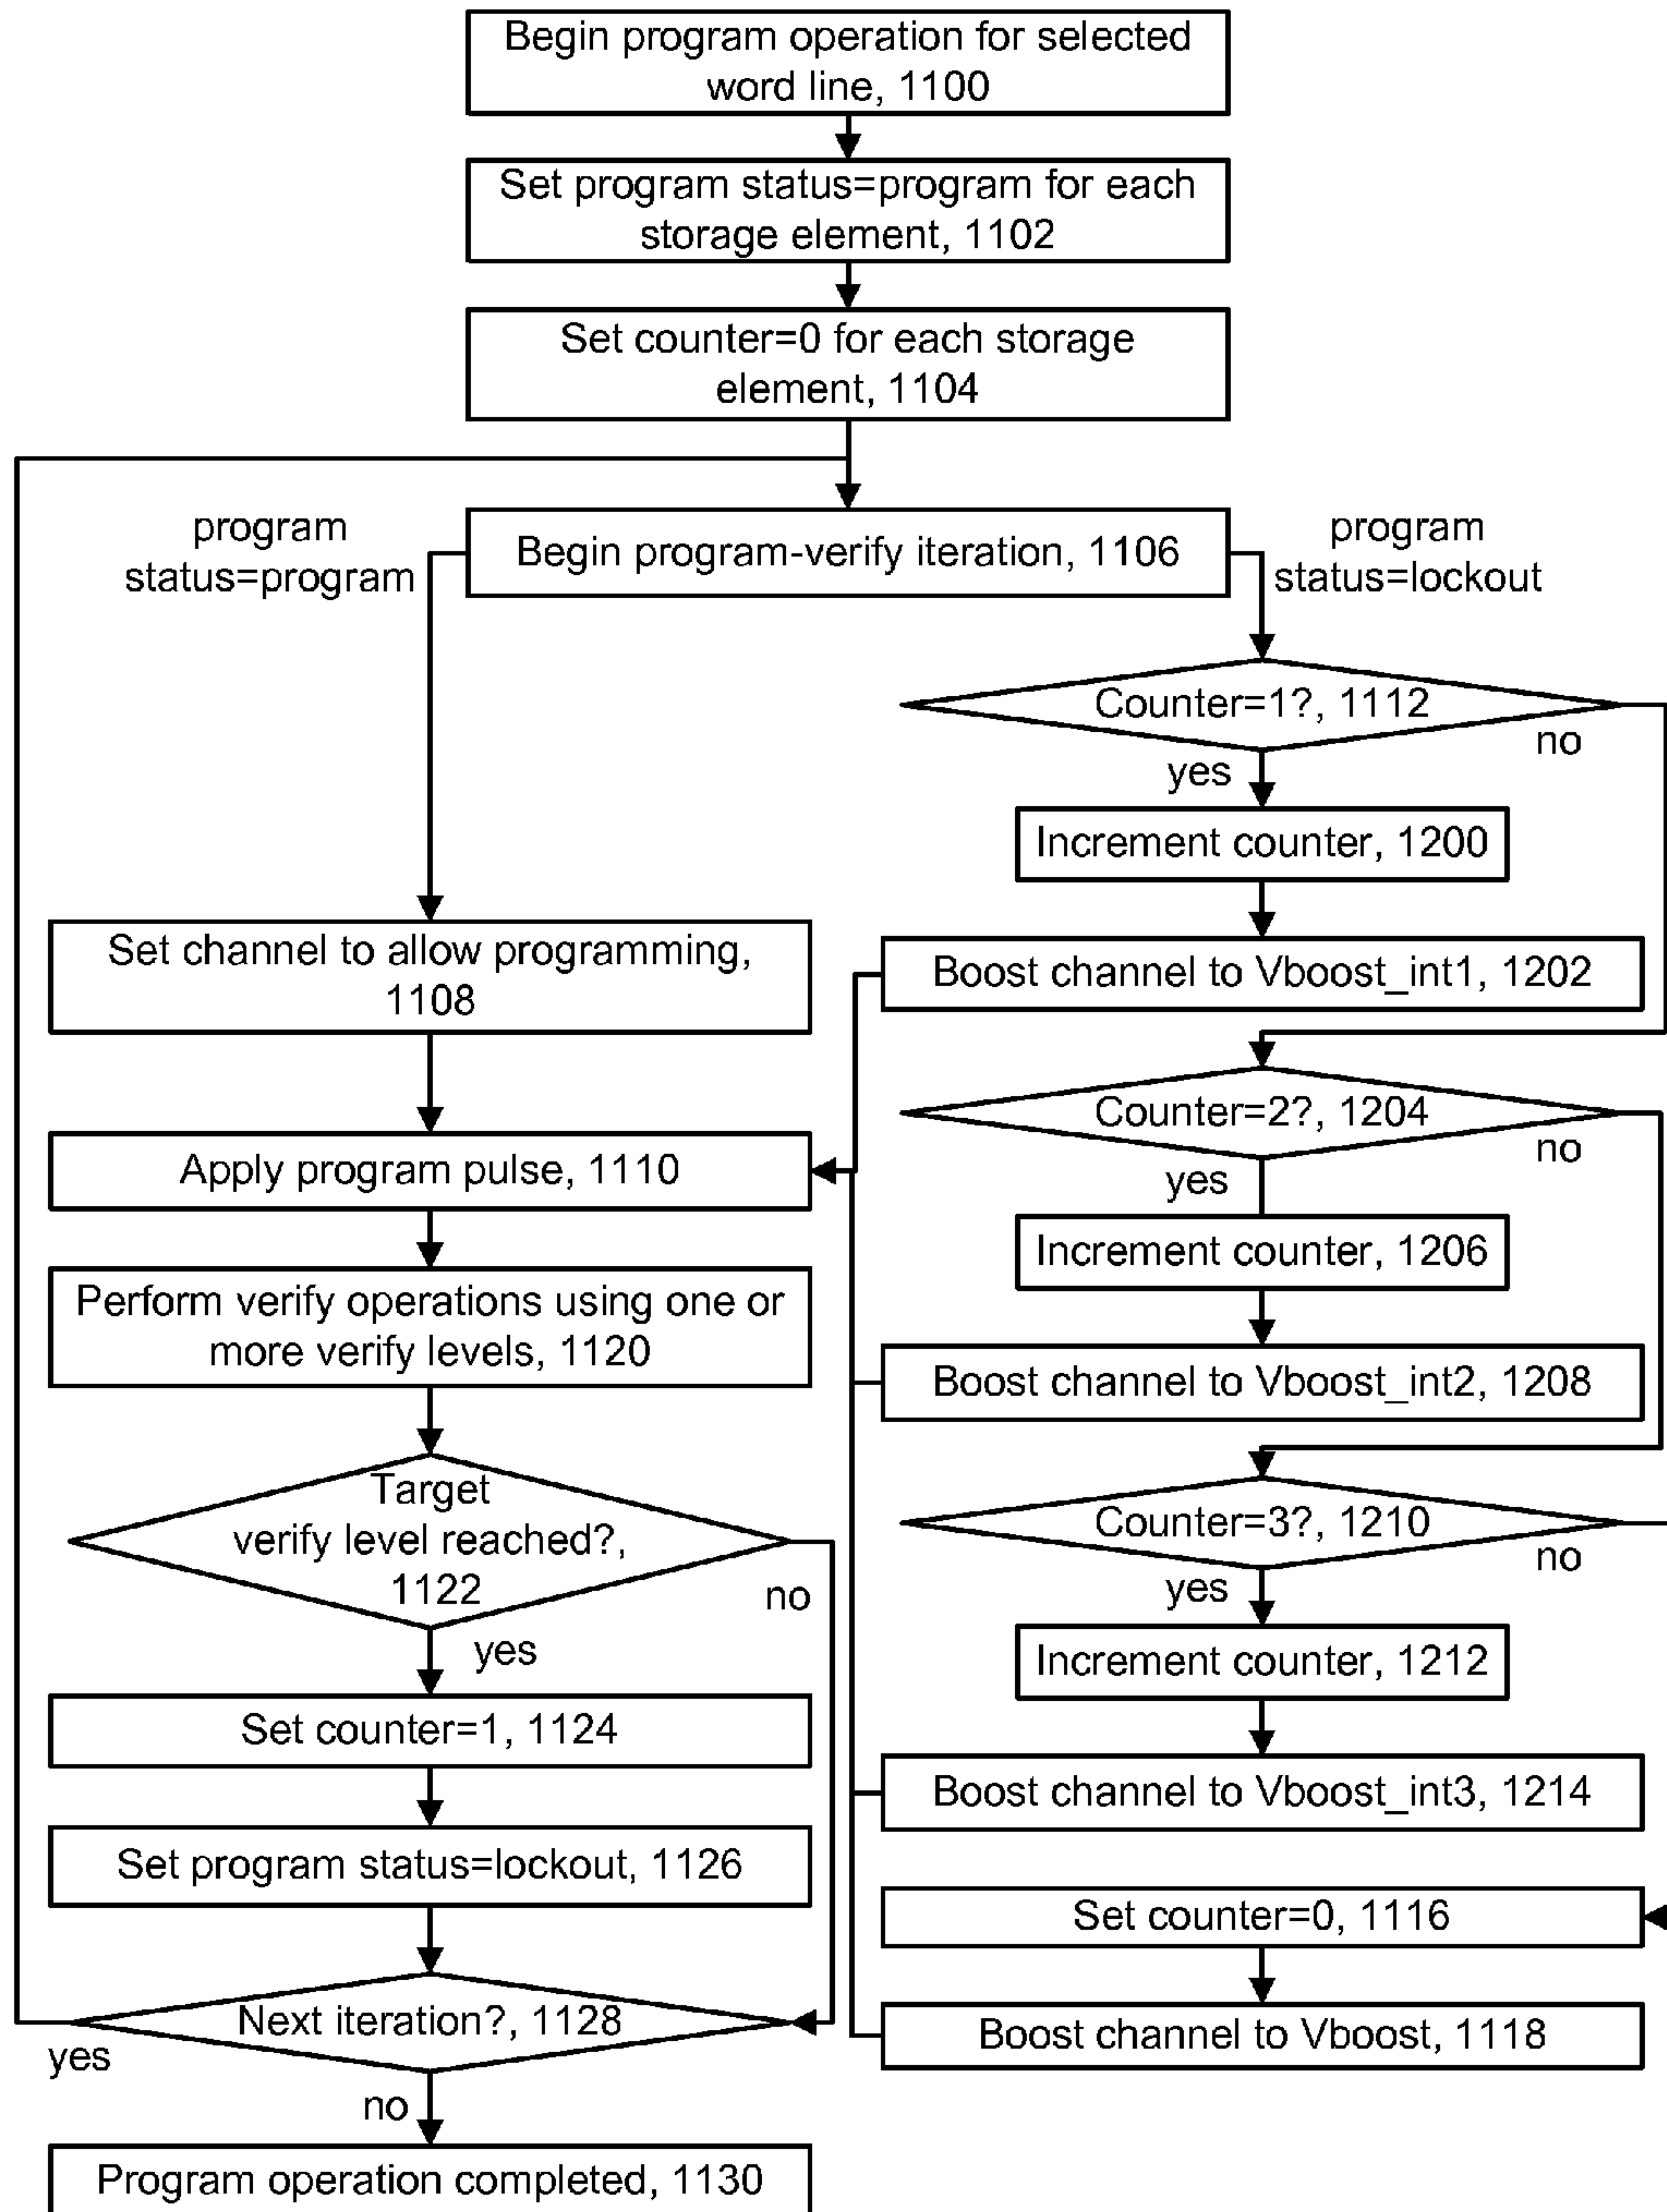 Begin program operation for selected
word line, 1100
Set program status=program for each
storage element, 1102
Set counter=0 for each storage
element, 1104
program
status=program
Begin program-verify iteration, 1106
program
status=lockout
Counter=1?, 1112
no
yes
Increment counter, 1200
Boost channel to Vboost_int1, 1202
Set channel to allow programming,
1108
Counter=2?, 1204
no
yes
Apply program pulse, 1110
Increment counter, 1206
Perform verify operations using one or
more verify levels, 1120
Boost channel to Vboost_int2, 1208
Target
verify level reached?,
1122
no
yes
Counter=3?, 1210
no
yes
Increment counter, 1212
Set counter=1, 1124
Boost channel to Vboost_int3, 1214
Set program status=lockout, 1126
Set counter=0, 1116
Next iteration?, 1128
yes
no
Boost channel to Vboost, 1118
Program operation completed, 1130